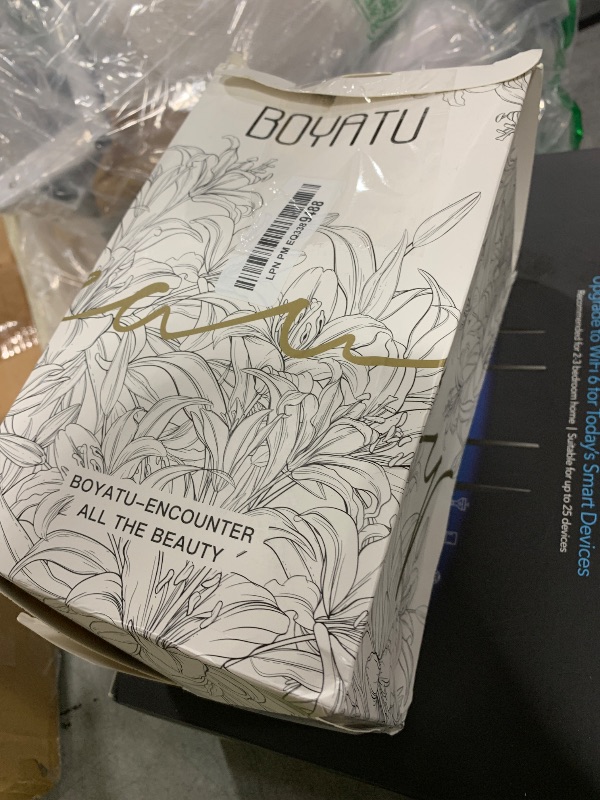 BOYATU
LPN PM EQ3389488
BOYATU-ENCOUNTER
ALL THE BEAUTY
upgrade to WiFi 6 for Today's Smart Devices
Recommended for 2-3 bedroom home | Suitable for up to 25 devices